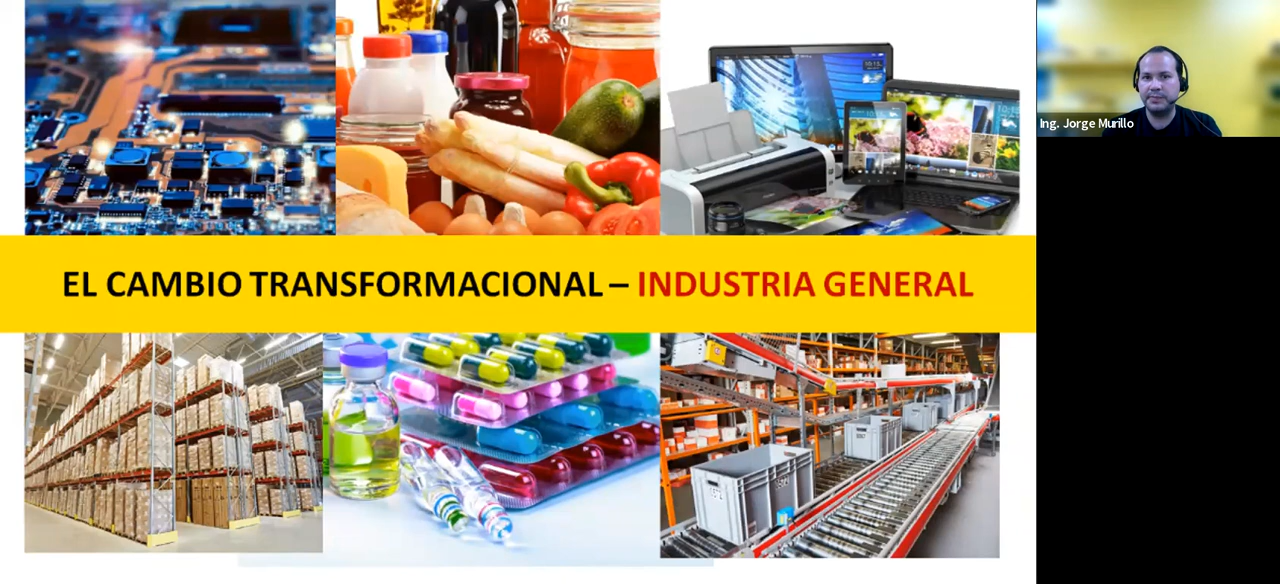 EL CAMBIO TRANSFORMACIONAL – INDUSTRIA GENERAL
Ing. Jorge Murillo